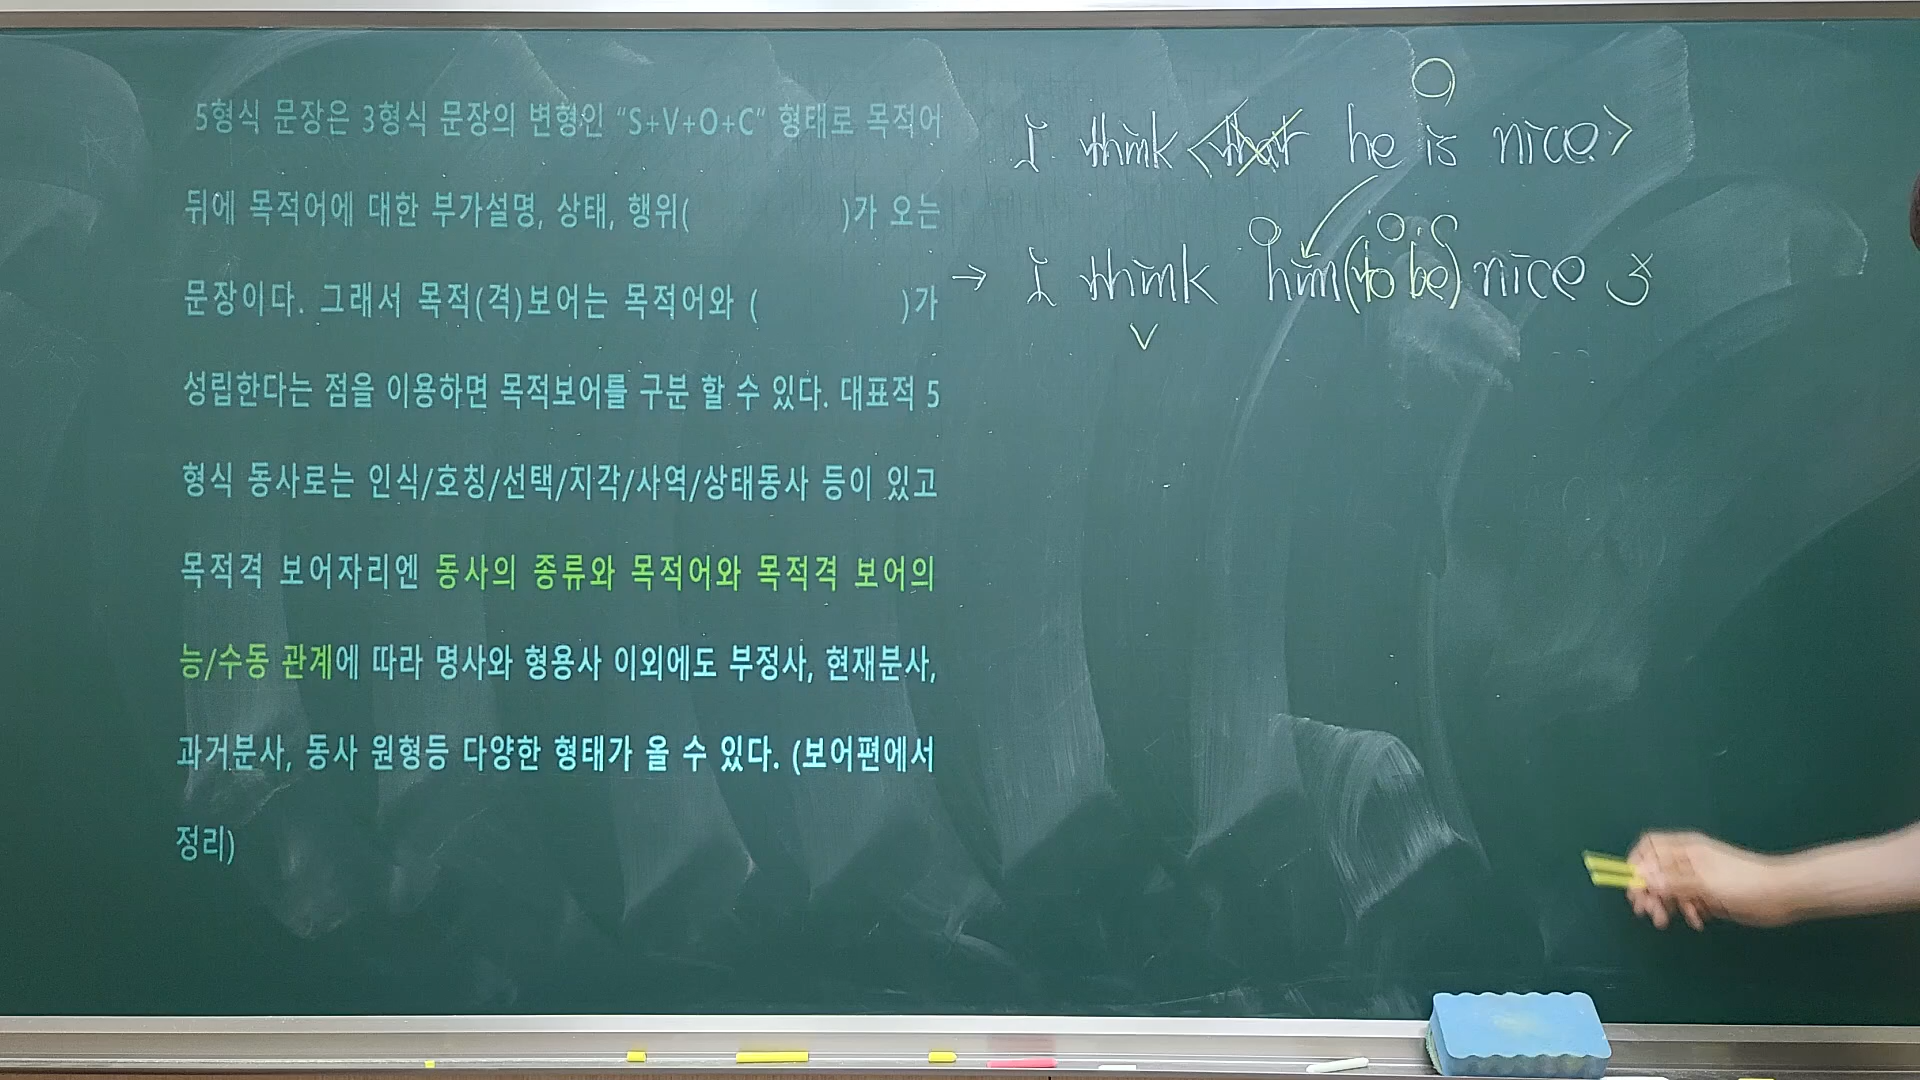 5형식 문장은 3형식 문장의 변형인 “S+V+O+C” 형태로 목적어
뒤에 목적어에 대한 부가설명, 상태, 행위( )가 오는
문장이다. 그래서 목적(격)보어는 목적어와 ( )가
성립한다는 점을 이용하면 목적보어를 구분 할 수 있다. 대표적 5
형식 동사로는 인식/호칭/선택/지각/사역/상태동사 등이 있고
목적격 보어자리엔 동사의 종류와 목적어와 목적격 보어의
능/수동 관계에 따라 명사와 형용사 이외에도 부정사, 현재분사,
과거분사, 동사 원형등 다양한 형태가 올 수 있다. (보어편에서
정리)
O
I think <that he is nice.>
O O.C
→ I think him (to be) nice
V